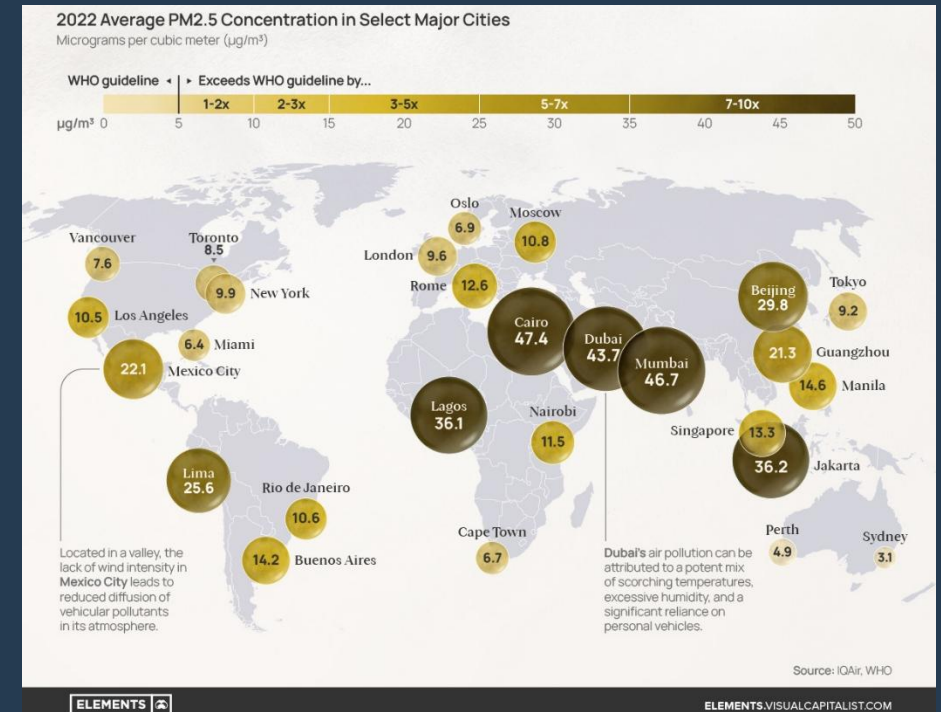 2022 Average PM2.5 Concentration in Select Major Cities
Micrograms per cubic meter (µg/m³)
WHO guideline ◂ | ▸ Exceeds WHO guideline by...
1-2x 2-3x 3-5x 5-7x 7-10x
µg/m³ 0 5 10 15 20 25 30 35 40 45 50
Vancouver
7.6
Toronto
8.5
9.9 New York
10.5 Los Angeles
6.4 Miami
22.1 Mexico City
Lima
25.6
Rio de Janeiro
10.6
14.2 Buenos Aires
Oslo
6.9
Moscow
10.8
London 9.6
Rome 12.6
Cairo
47.4
Dubai
43.7
Mumbai
46.7
Lagos
36.1
Nairobi
11.5
Cape Town
6.7
Beijing
29.8
Tokyo
9.2
21.3 Guangzhou
14.6 Manila
Singapore 13.3
36.2 Jakarta
Perth
4.9
Sydney
3.1
Located in a valley, the
lack of wind intensity in
Mexico City leads to
reduced diffusion of
vehicular pollutants
in its atmosphere.
Dubai's air pollution can be
attributed to a potent mix
of scorching temperatures,
excessive humidity, and a
significant reliance on
personal vehicles.
Source: IQAir, WHO
ELEMENTS
ELEMENTS.VISUALCAPITALIST.COM